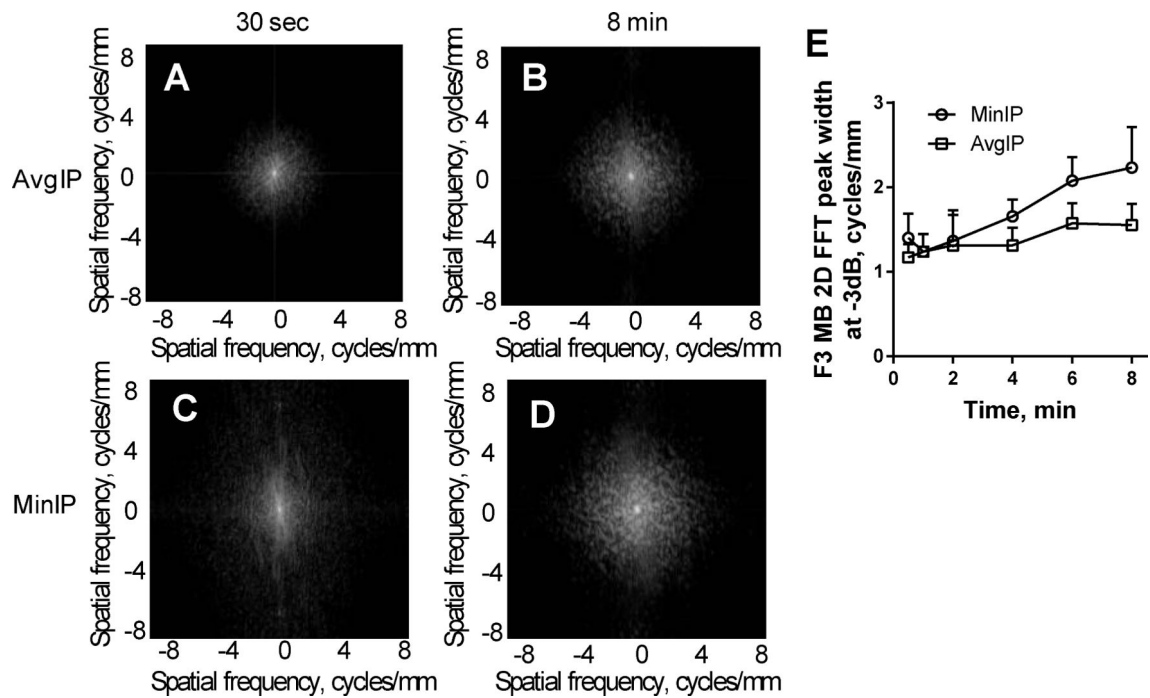 30 sec
8 min
AvgIP
MinIP
A
Spatial frequency, cycles/mm
8
4
0
-4
-8
-8 -4 0 4 8
Spatial frequency, cycles/mm
B
Spatial frequency, cycles/mm
8
4
0
-4
-8
-8 -4 0 4 8
Spatial frequency, cycles/mm
C
Spatial frequency, cycles/mm
8
4
0
-4
-8
-8 -4 0 4 8
Spatial frequency, cycles/mm
D
Spatial frequency, cycles/mm
8
4
0
-4
-8
-8 -4 0 4 8
Spatial frequency, cycles/mm
E
F3 MB 2D FFT peak width
at -3dB, cycles/mm
3
2
1
0
MinIP
AvgIP
0 2 4 6 8
Time, min